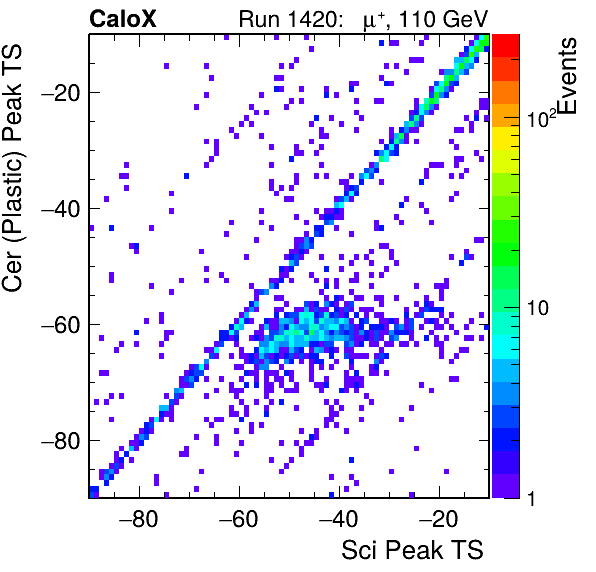 CaloX Run 1420: μ⁺, 110 GeV
Cer (Plastic) Peak TS
−20
−40
−60
−80
−80 −60 −40 −20
Sci Peak TS
Events
10²
10
1